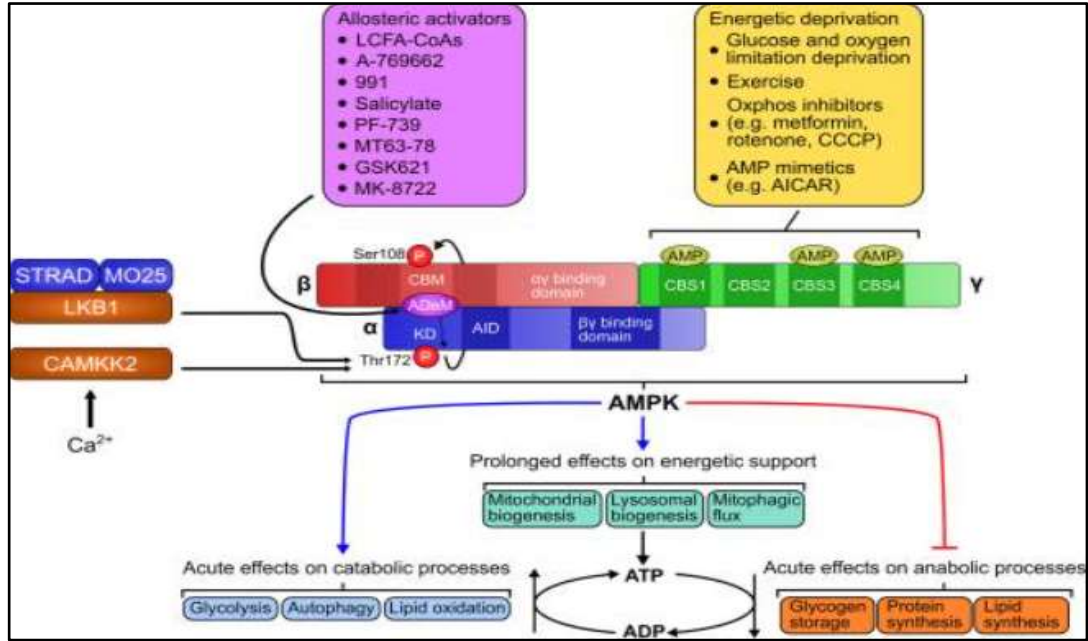 Allosteric activators
• LCFA-CoAs
• A-769662
• 991
• Salicylate
• PF-739
• MT63-78
• GSK621
• MK-8722
Energetic deprivation
• Glucose and oxygen
limitation deprivation
• Exercise
Oxphos inhibitors
• (e.g. metformin,
rotenone, CCCP)
• AMP mimetics
(e.g. AICAR)
STRAD MO25
LKB1
CAMKK2
Ca²⁺
Ser108 P
β
CBM
αγ binding
domain
AMP AMP AMP
CBS1 CBS2 CBS3 CBS4
γ
ADaM
α
KD
AID
βγ binding
domain
Thr172 P
AMPK
Prolonged effects on energetic support
Mitochondrial
biogenesis
Lysosomal
biogenesis
Mitophagic
flux
Acute effects on catabolic processes
Glycolysis Autophagy Lipid oxidation
ATP
ADP
Acute effects on anabolic processes
Glycogen
storage
Protein
synthesis
Lipid
synthesis